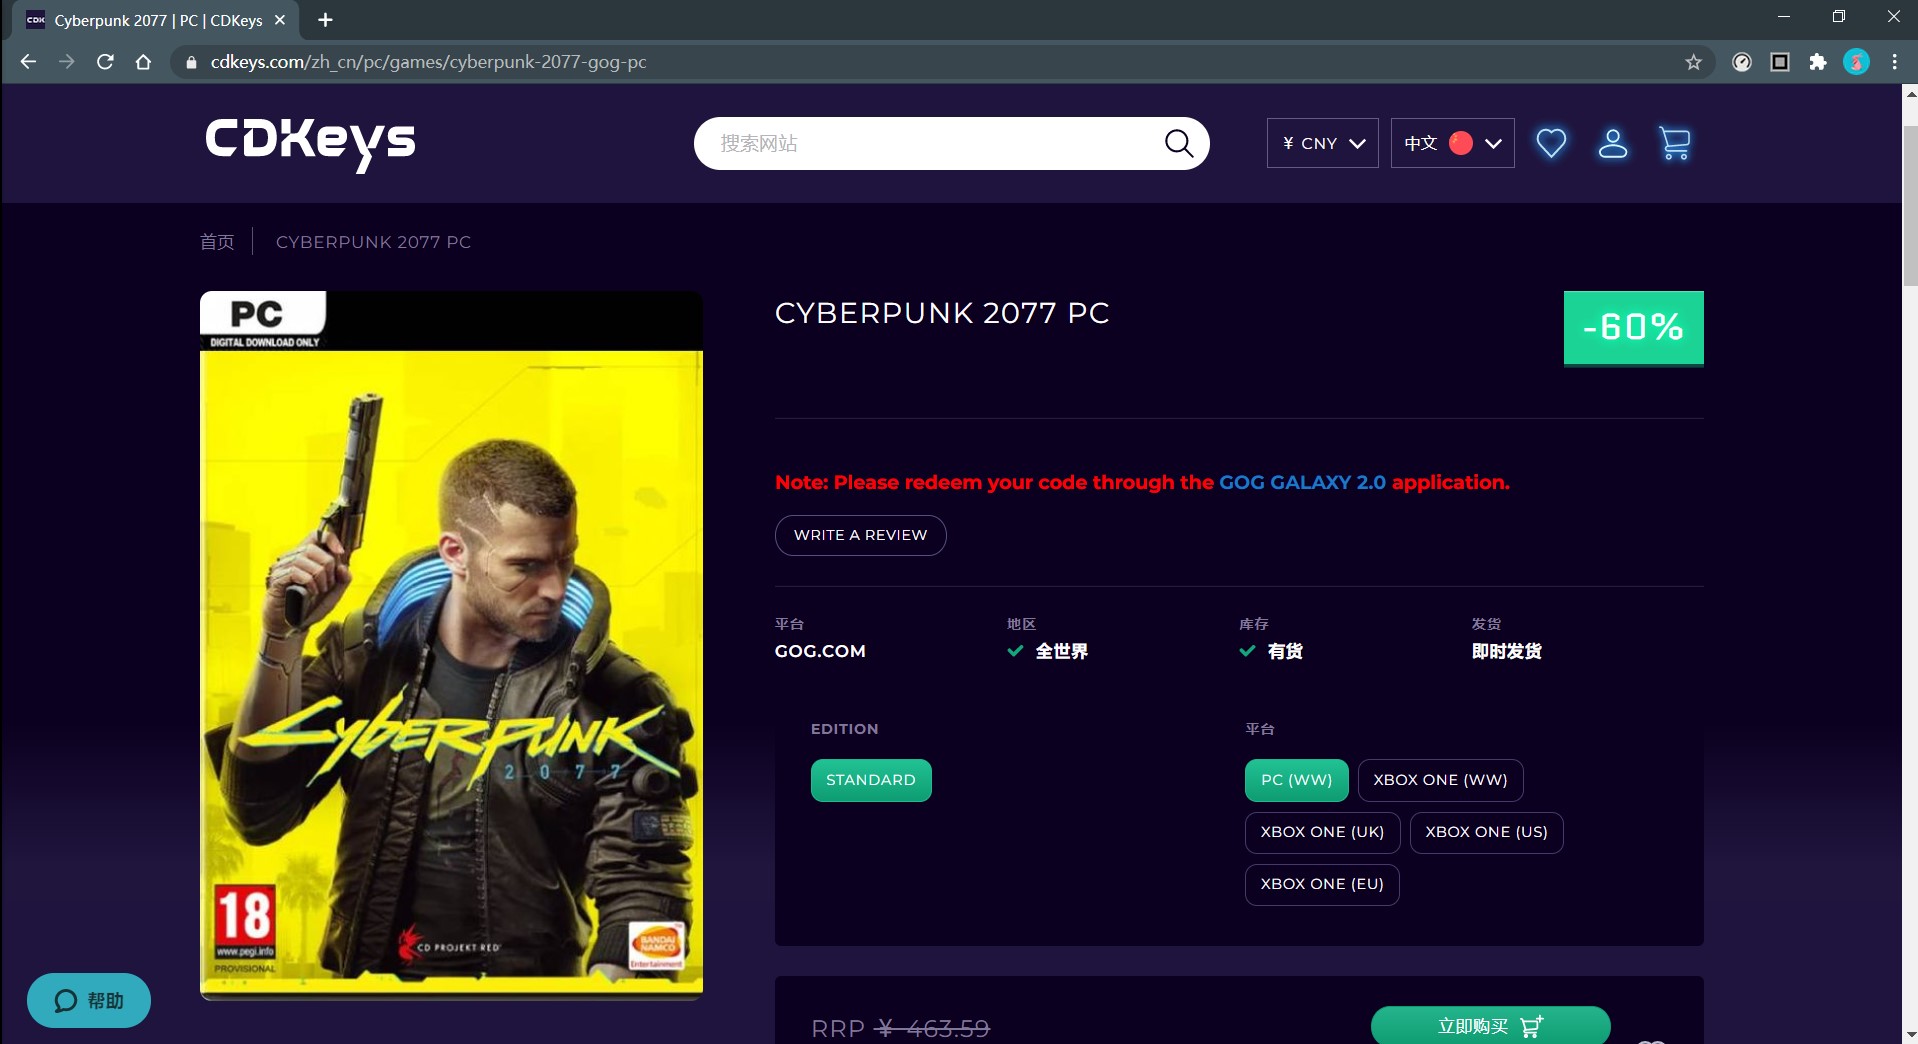 CDK Cyberpunk 2077 | PC | CDKeys
cdkeys.com/zh_cn/pc/games/cyberpunk-2077-gog-pc
CDKeys
搜索网站
¥ CNY
中文
首页
CYBERPUNK 2077 PC
PC
DIGITAL DOWNLOAD ONLY
CYBERPUNK
2077
18
www.pegi.info
PROVISIONAL
CD PROJEKT RED
BANDAI
NAMCO
Entertainment
CYBERPUNK 2077 PC
-60%
Note: Please redeem your code through the GOG GALAXY 2.0 application.
WRITE A REVIEW
平台
GOG.COM
地区
全世界
库存
有货
发货
即时发货
EDITION
STANDARD
平台
PC (WW)
XBOX ONE (WW)
XBOX ONE (UK)
XBOX ONE (US)
XBOX ONE (EU)
RRP ¥ 463.59
立即购买
帮助